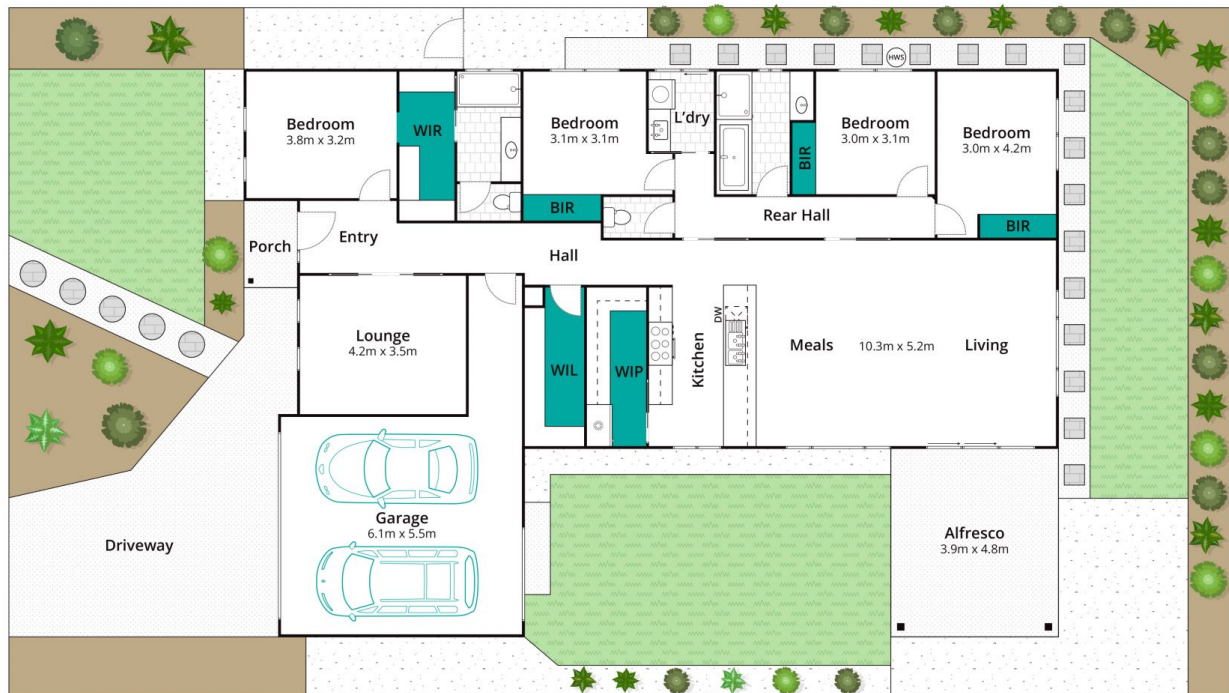 HWS
Bedroom
3.8m x 3.2m
WIR
Bedroom
3.1m x 3.1m
L'dry
BIR
Bedroom
3.0m x 3.1m
Bedroom
3.0m x 4.2m
BIR
BIR
Rear Hall
Porch
Entry
Hall
Lounge
4.2m x 3.5m
WIL
WIP
Kitchen
DW
Meals
10.3m x 5.2m
Living
Garage
6.1m x 5.5m
Driveway
Alfresco
3.9m x 4.8m